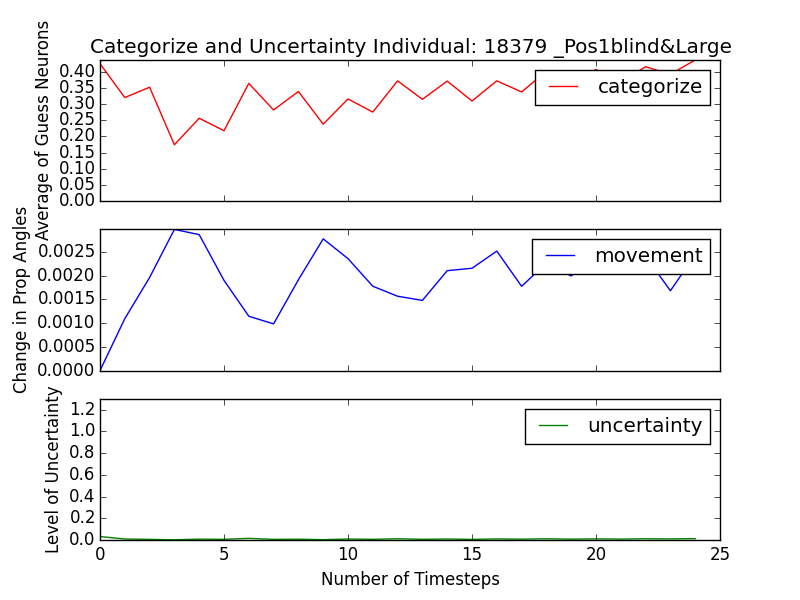 Categorize and Uncertainty Individual: 18379 _Pos1blind&Large
Average of Guess Neurons
0.40
0.35
0.30
0.25
0.20
0.15
0.10
0.05
0.00
categorize
Change in Prop Angles
0.0025
0.0020
0.0015
0.0010
0.0005
0.0000
movement
Level of Uncertainty
1.2
1.0
0.8
0.6
0.4
0.2
0.0
uncertainty
0 5 10 15 20 25
Number of Timesteps